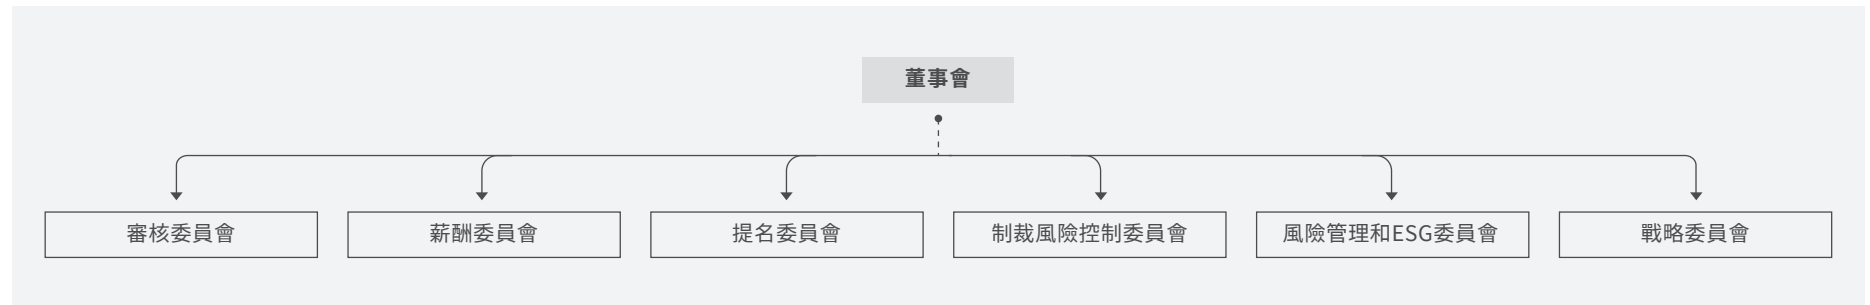 董事會
審核委員會
薪酬委員會
提名委員會
制裁風險控制委員會
風險管理和ESG委員會
戰略委員會